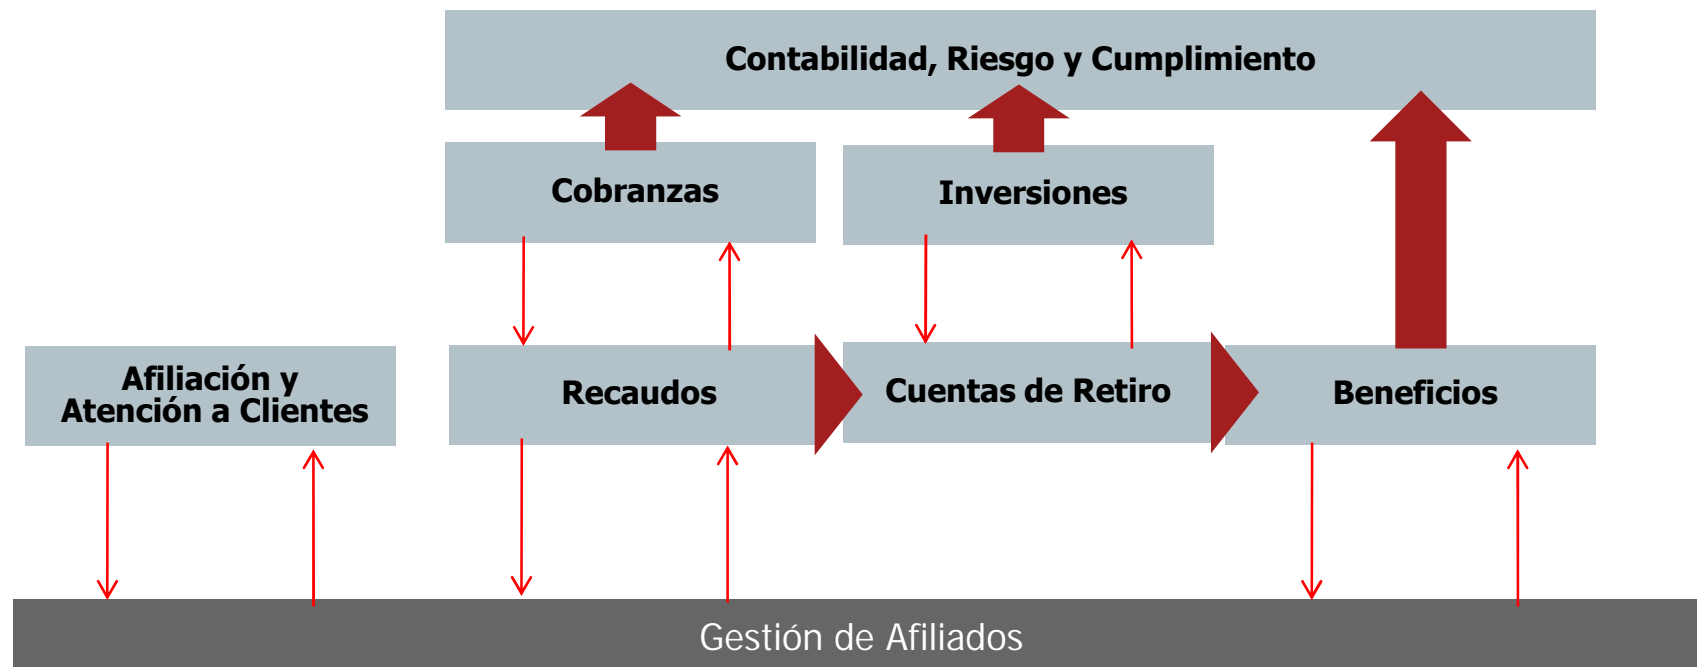 Contabilidad, Riesgo y Cumplimiento
Cobranzas
Inversiones
Afiliación y
Atención a Clientes
Recaudos
Cuentas de Retiro
Beneficios
Gestión de Afiliados